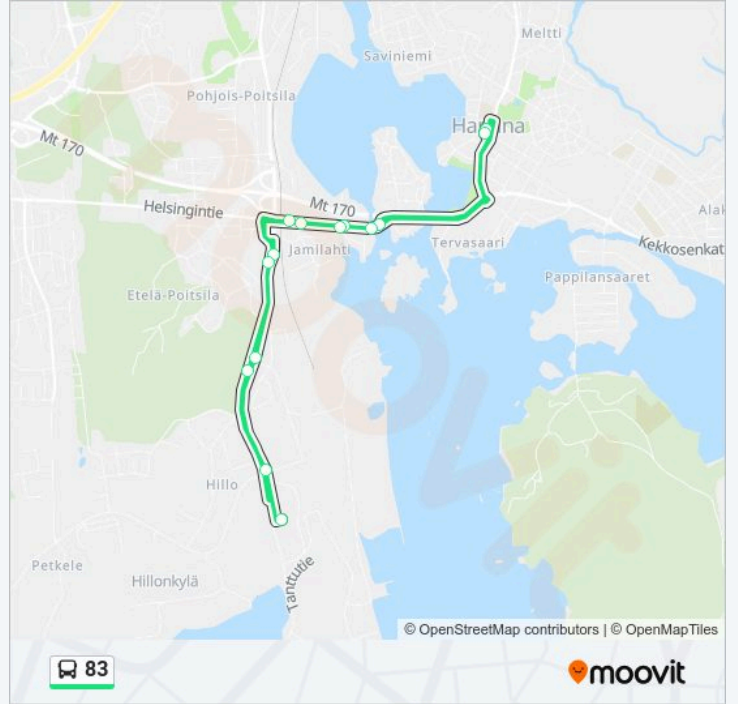 Meltti
Saviniemi
Pohjois-Poitsila
Hamina
Mt 170
Helsingintie
Mt 170
Alak
Jamilahti
Tervasaari
Kekkosenkat
Pappilansaaret
Etelä-Poitsila
Hillo
Petkele
Hillonkylä
Tanttutie
© OpenStreetMap contributors | © OpenMapTiles
83
moovit